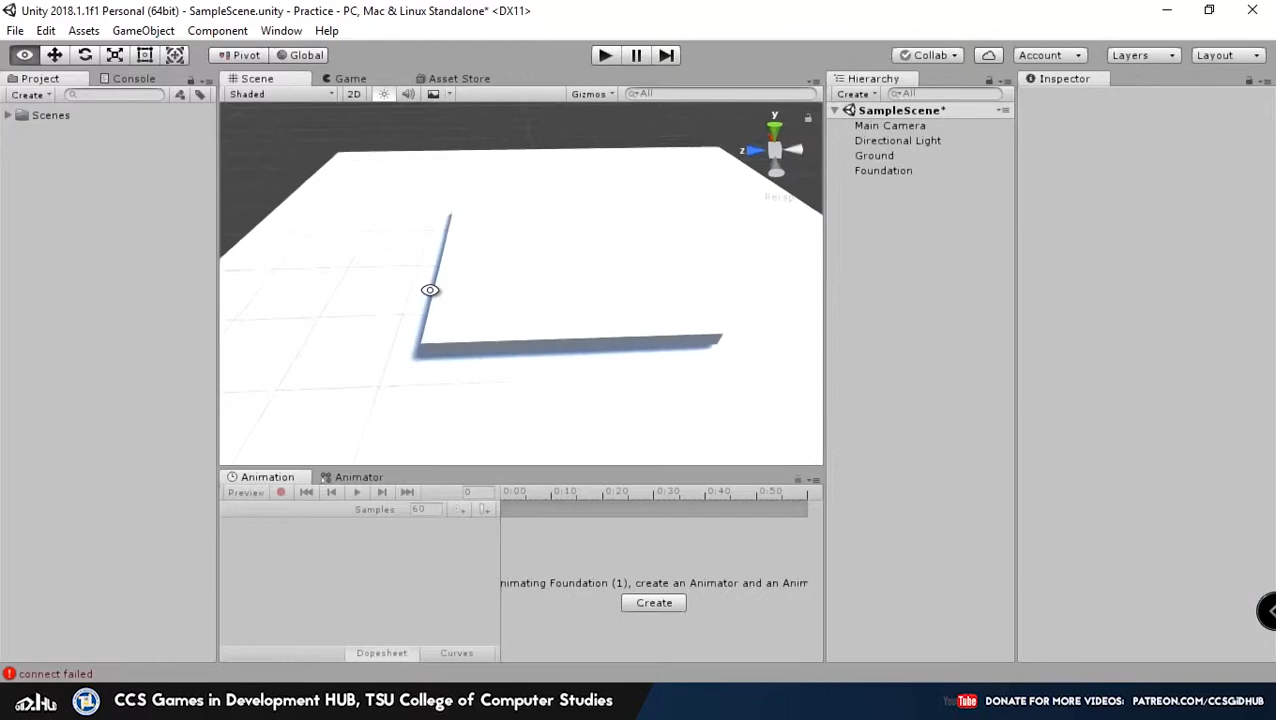 Unity 2018.1.1f1 Personal (64bit) - SampleScene.unity - Practice - PC, Mac & Linux Standalone* <DX11>
File Edit Assets GameObject Component Window Help
Pivot Global Collab Account Layers Layout
Project Console Scene Game Asset Store Hierarchy Inspector
Create Shaded 2D Gizmos All Create All
Scenes
SampleScene*
Main Camera
Directional Light
Ground
Foundation
y
z
Persp
Animation Animator
Preview 0 0:00 0:10 0:20 0:30 0:40 0:50
Samples 60
nimating Foundation (1), create an Animator and an Anim
Create
Dopesheet Curves
connect failed
CCS Games in Development HUB, TSU College of Computer Studies
YouTube DONATE FOR MORE VIDEOS: PATREON.COM/CCSGIDHUB